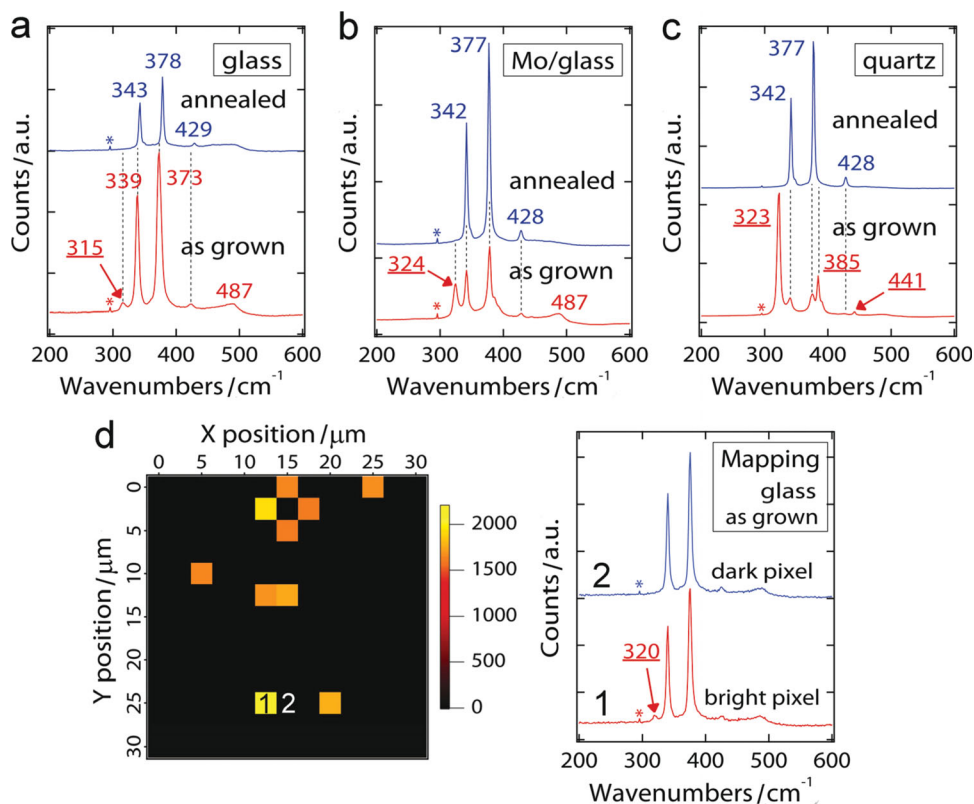 a
glass
378
343
annealed
429
*
339
373
as grown
315
487
*
Counts / a.u.
200 300 400 500 600
Wavenumbers /cm⁻¹
b
Mo/glass
377
342
annealed
428
*
as grown
324
487
*
Counts / a.u.
200 300 400 500 600
Wavenumbers /cm⁻¹
c
quartz
377
342
annealed
428
323
as grown
385
441
*
Counts / a.u.
200 300 400 500 600
Wavenumbers /cm⁻¹
d
X position /μm
0 5 10 15 20 25 30
Y position /μm
0
5
10
15
20
25
30
1 2
2000
1500
1000
500
0
Mapping
glass
as grown
2
dark pixel
*
320
1
bright pixel
*
Counts / a.u.
200 300 400 500 600
Wavenumbers /cm⁻¹